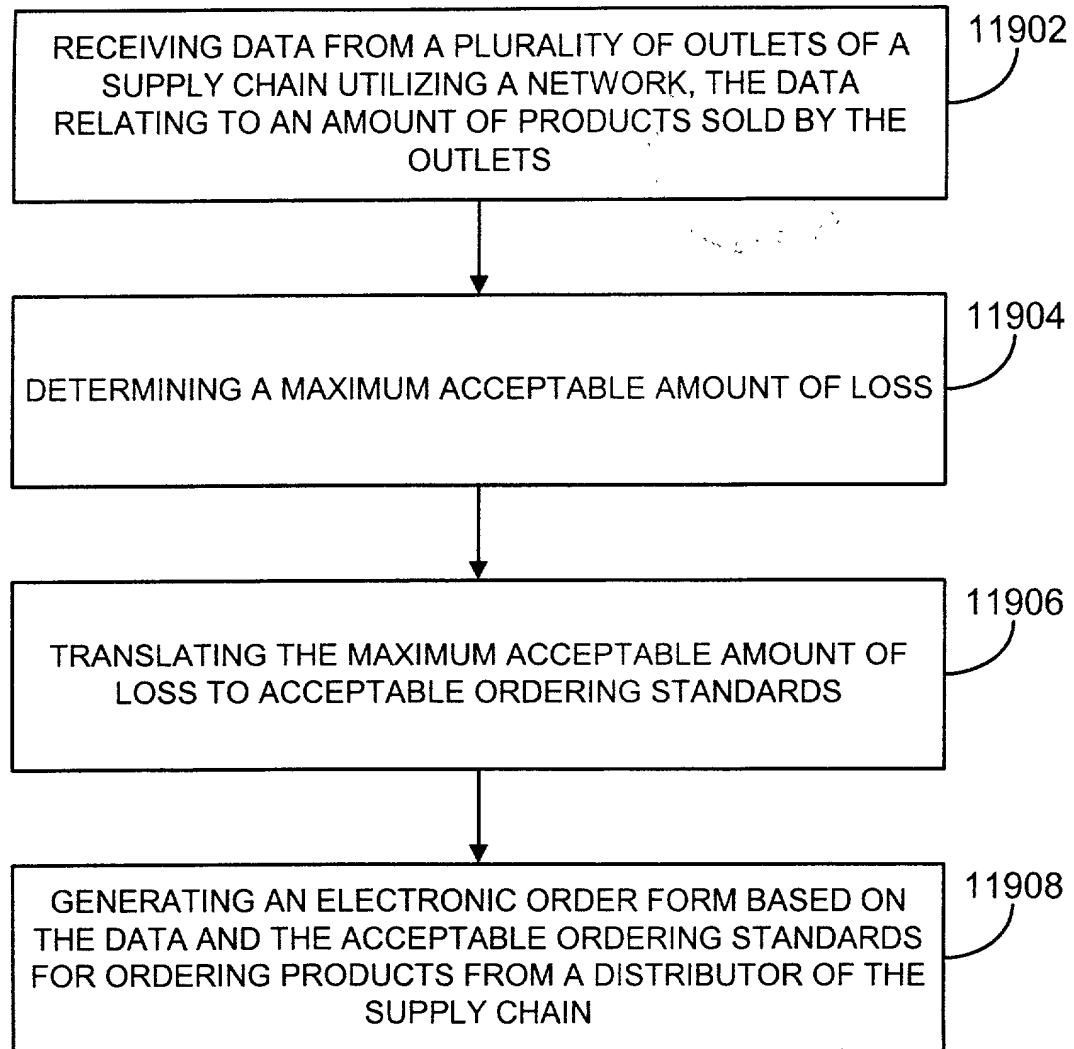 11902
RECEIVING DATA FROM A PLURALITY OF OUTLETS OF A
SUPPLY CHAIN UTILIZING A NETWORK, THE DATA
RELATING TO AN AMOUNT OF PRODUCTS SOLD BY THE
OUTLETS
11904
DETERMINING A MAXIMUM ACCEPTABLE AMOUNT OF LOSS
11906
TRANSLATING THE MAXIMUM ACCEPTABLE AMOUNT OF
LOSS TO ACCEPTABLE ORDERING STANDARDS
11908
GENERATING AN ELECTRONIC ORDER FORM BASED ON
THE DATA AND THE ACCEPTABLE ORDERING STANDARDS
FOR ORDERING PRODUCTS FROM A DISTRIBUTOR OF THE
SUPPLY CHAIN